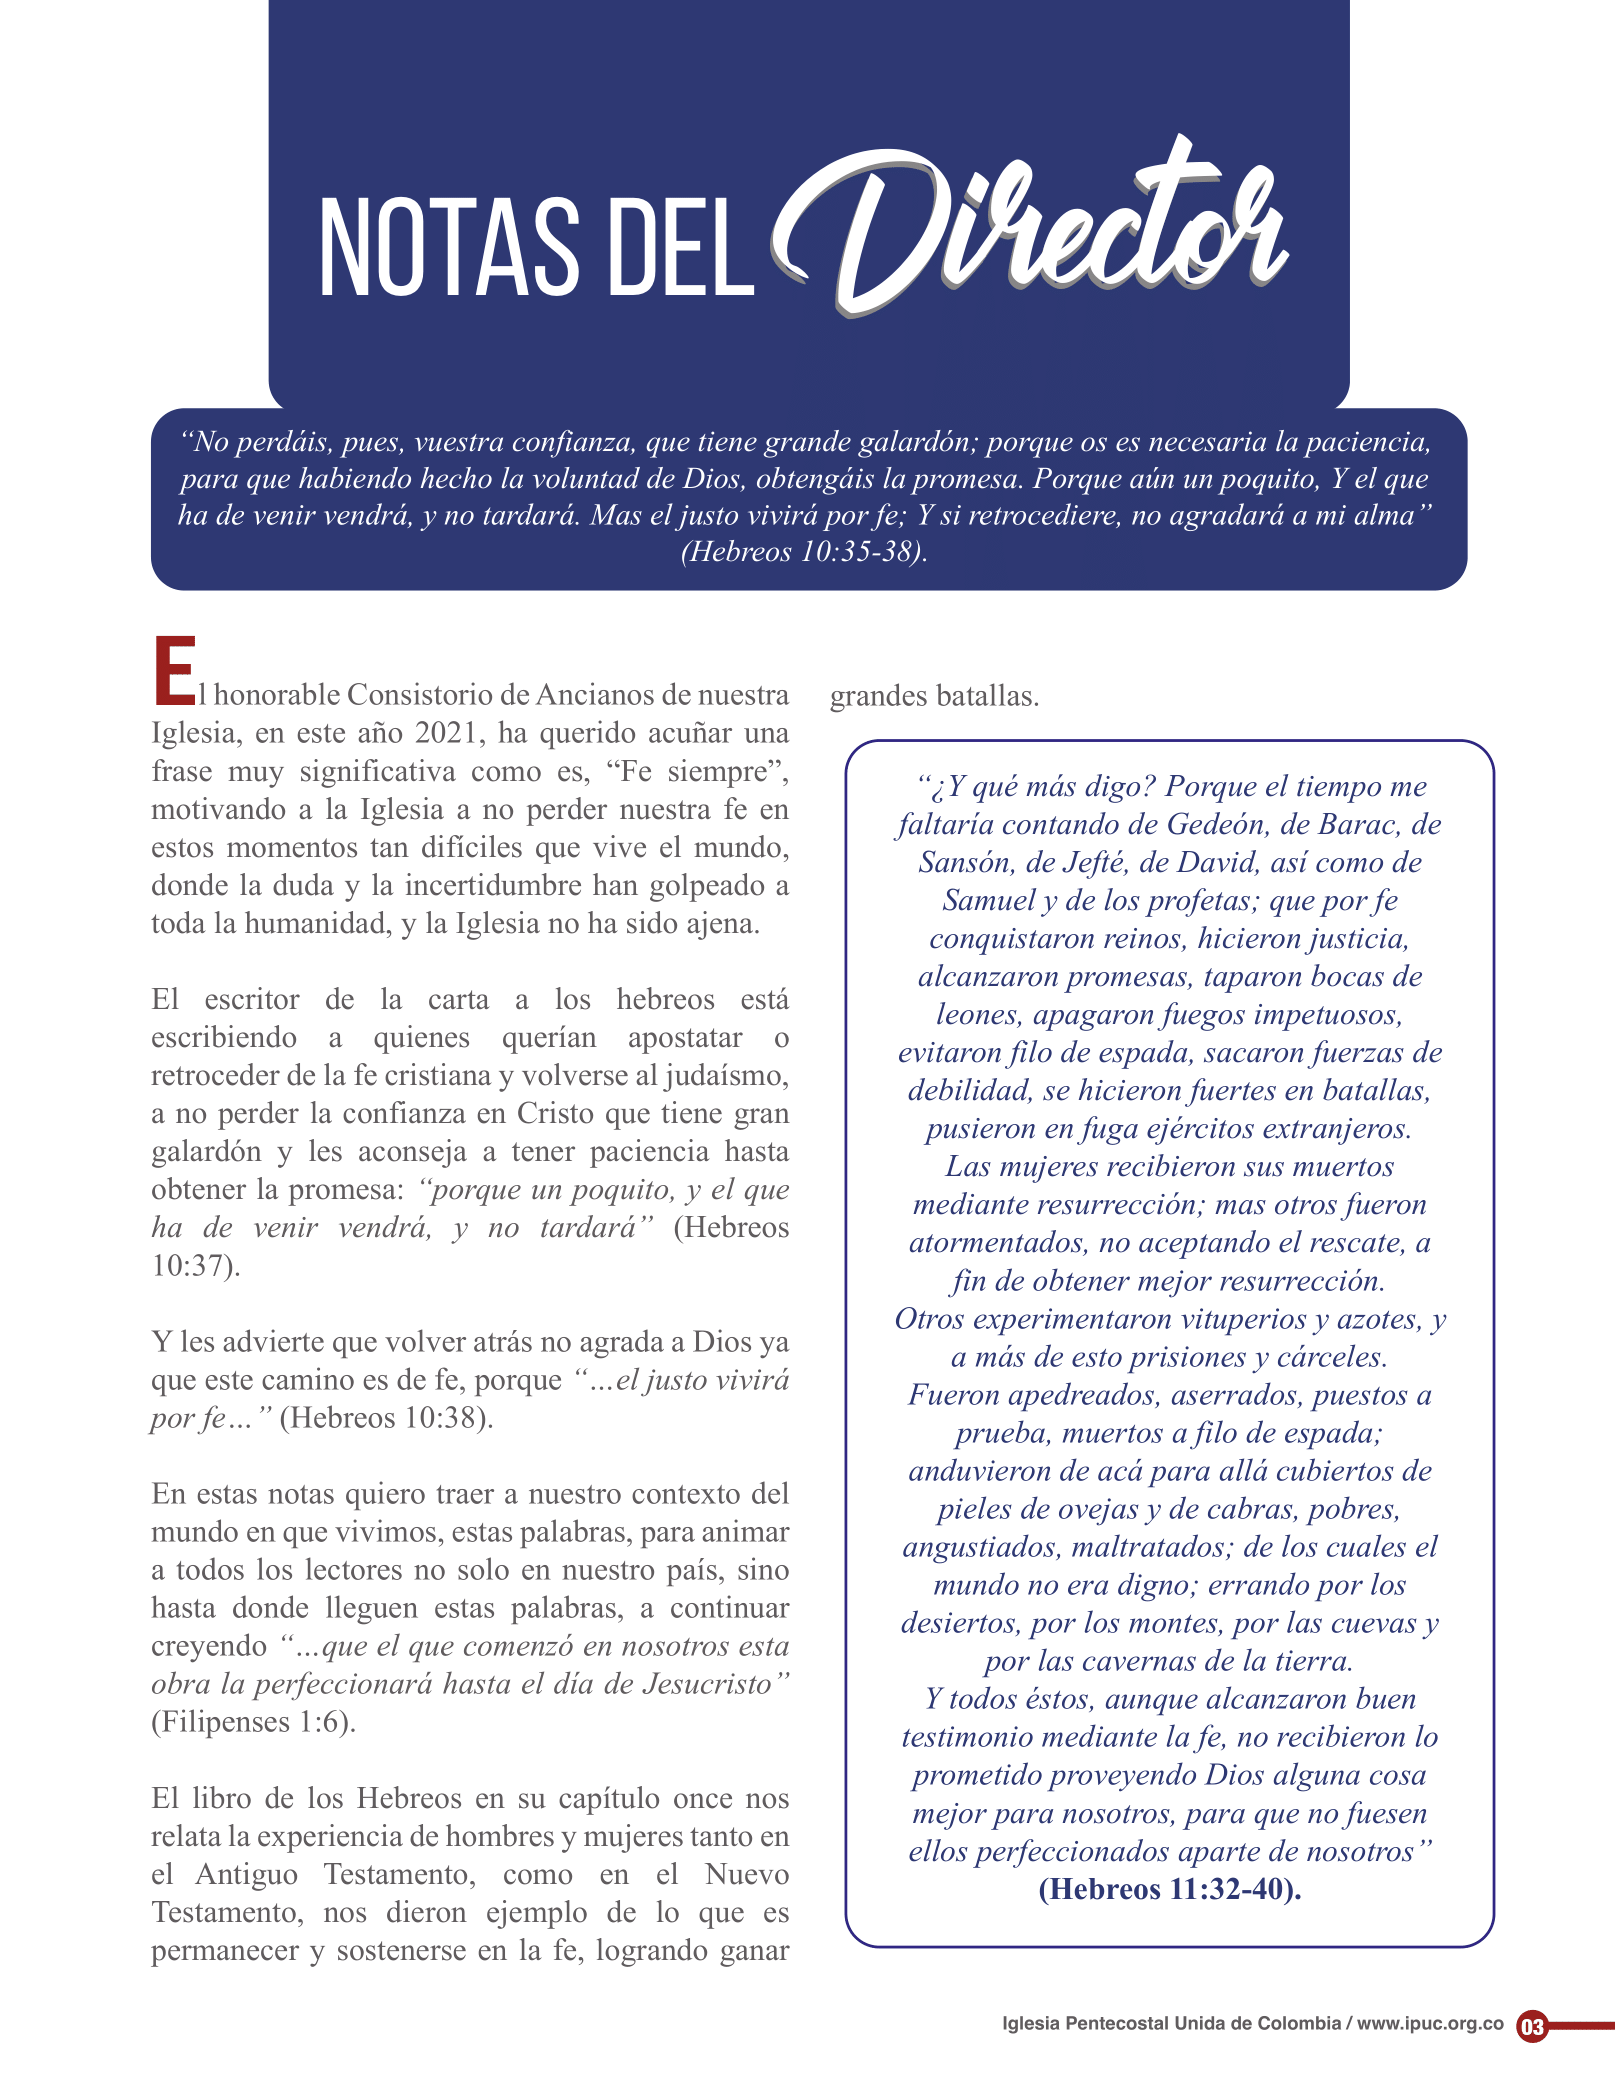 NOTAS DEL Director
“No perdáis, pues, vuestra confianza, que tiene grande galardón; porque os es necesaria la paciencia,
para que habiendo hecho la voluntad de Dios, obtengáis la promesa. Porque aún un poquito, Y el que
ha de venir vendrá, y no tardará. Mas el justo vivirá por fe; Y si retrocediere, no agradará a mi alma”
(Hebreos 10:35-38).
El honorable Consistorio de Ancianos de nuestra
Iglesia, en este año 2021, ha querido acuñar una
frase muy significativa como es, “Fe siempre”,
motivando a la Iglesia a no perder nuestra fe en
estos momentos tan difíciles que vive el mundo,
donde la duda y la incertidumbre han golpeado a
toda la humanidad, y la Iglesia no ha sido ajena.
El escritor de la carta a los hebreos está
escribiendo a quienes querían apostatar o
retroceder de la fe cristiana y volverse al judaísmo,
a no perder la confianza en Cristo que tiene gran
galardón y les aconseja a tener paciencia hasta
obtener la promesa: “porque un poquito, y el que
ha de venir vendrá, y no tardará” (Hebreos
10:37).
Y les advierte que volver atrás no agrada a Dios ya
que este camino es de fe, porque “…el justo vivirá
por fe…” (Hebreos 10:38).
En estas notas quiero traer a nuestro contexto del
mundo en que vivimos, estas palabras, para animar
a todos los lectores no solo en nuestro país, sino
hasta donde lleguen estas palabras, a continuar
creyendo “…que el que comenzó en nosotros esta
obra la perfeccionará hasta el día de Jesucristo”
(Filipenses 1:6).
El libro de los Hebreos en su capítulo once nos
relata la experiencia de hombres y mujeres tanto en
el Antiguo Testamento, como en el Nuevo
Testamento, nos dieron ejemplo de lo que es
permanecer y sostenerse en la fe, logrando ganar
grandes batallas.
“¿Y qué más digo? Porque el tiempo me
faltaría contando de Gedeón, de Barac, de
Sansón, de Jefté, de David, así como de
Samuel y de los profetas; que por fe
conquistaron reinos, hicieron justicia,
alcanzaron promesas, taparon bocas de
leones, apagaron fuegos impetuosos,
evitaron filo de espada, sacaron fuerzas de
debilidad, se hicieron fuertes en batallas,
pusieron en fuga ejércitos extranjeros.
Las mujeres recibieron sus muertos
mediante resurrección; mas otros fueron
atormentados, no aceptando el rescate, a
fin de obtener mejor resurrección.
Otros experimentaron vituperios y azotes, y
a más de esto prisiones y cárceles.
Fueron apedreados, aserrados, puestos a
prueba, muertos a filo de espada;
anduvieron de acá para allá cubiertos de
pieles de ovejas y de cabras, pobres,
angustiados, maltratados; de los cuales el
mundo no era digno; errando por los
desiertos, por los montes, por las cuevas y
por las cavernas de la tierra.
Y todos éstos, aunque alcanzaron buen
testimonio mediante la fe, no recibieron lo
prometido proveyendo Dios alguna cosa
mejor para nosotros, para que no fuesen
ellos perfeccionados aparte de nosotros”
(Hebreos 11:32-40).
Iglesia Pentecostal Unida de Colombia / www.ipuc.org.co 03